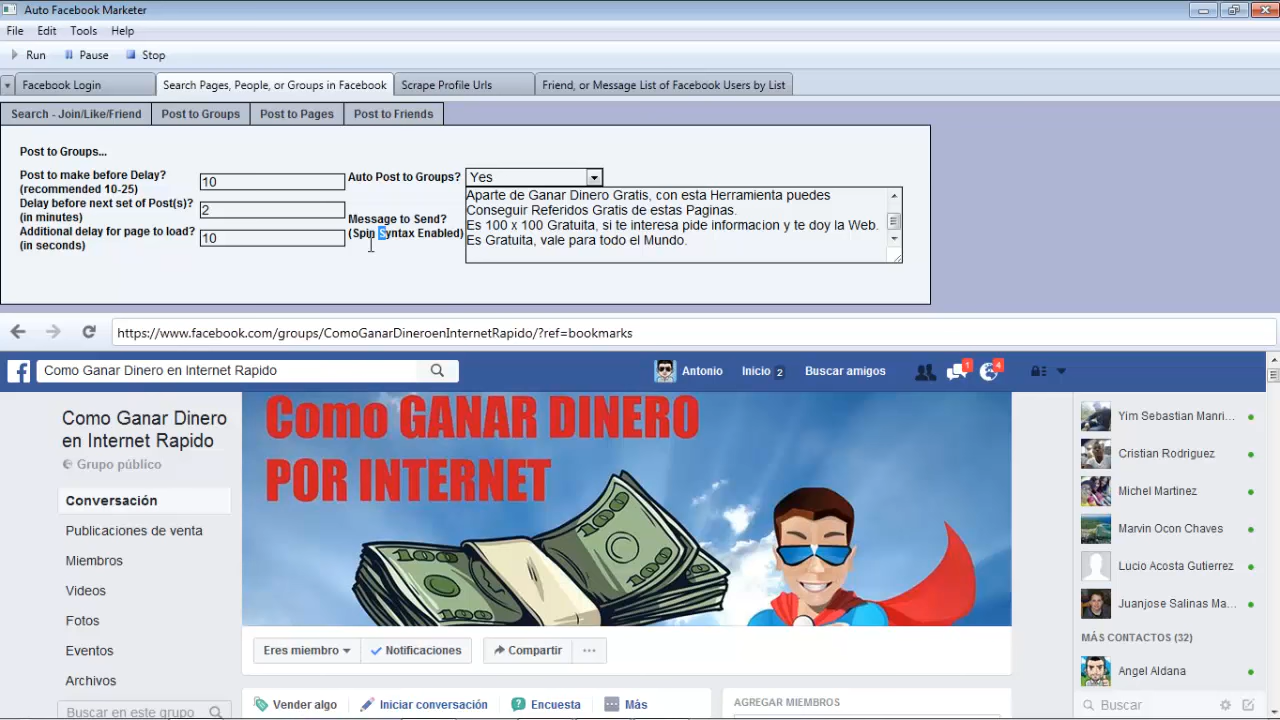 Auto Facebook Marketer
File Edit Tools Help
Run Pause Stop
Facebook Login Search Pages, People, or Groups in Facebook Scrape Profile Urls Friend, or Message List of Facebook Users by List
Search - Join/Like/Friend Post to Groups Post to Pages Post to Friends
Post to Groups...
Post to make before Delay?
(recommended 10-25)
10
Delay before next set of Post(s)?
(in minutes)
2
Additional delay for page to load?
(in seconds)
10
Auto Post to Groups? Yes
Message to Send?
(Spin Syntax Enabled)
Aparte de Ganar Dinero Gratis, con esta Herramienta puedes
Conseguir Referidos Gratis de estas Paginas.
Es 100 x 100 Gratuita, si te interesa pide informacion y te doy la Web.
Es Gratuita, vale para todo el Mundo.
https://www.facebook.com/groups/ComoGanarDineroenInternetRapido/?ref=bookmarks
f Como Ganar Dinero en Internet Rapido Antonio Inicio 2 Buscar amigos 1 4
Como Ganar Dinero
en Internet Rapido
Grupo público
Conversación
Publicaciones de venta
Miembros
Videos
Fotos
Eventos
Archivos
Buscar en este grupo
Como GANAR DINERO
POR INTERNET
100 100
100 100
Eres miembro Notificaciones Compartir ...
Vender algo Iniciar conversación Encuesta Más
AGREGAR MIEMBROS
Yim Sebastian Manri...
Cristian Rodriguez
Michel Martinez
Marvin Ocon Chaves
Lucio Acosta Gutierrez
Juanjose Salinas Ma...
MÁS CONTACTOS (32)
Angel Aldana
Buscar